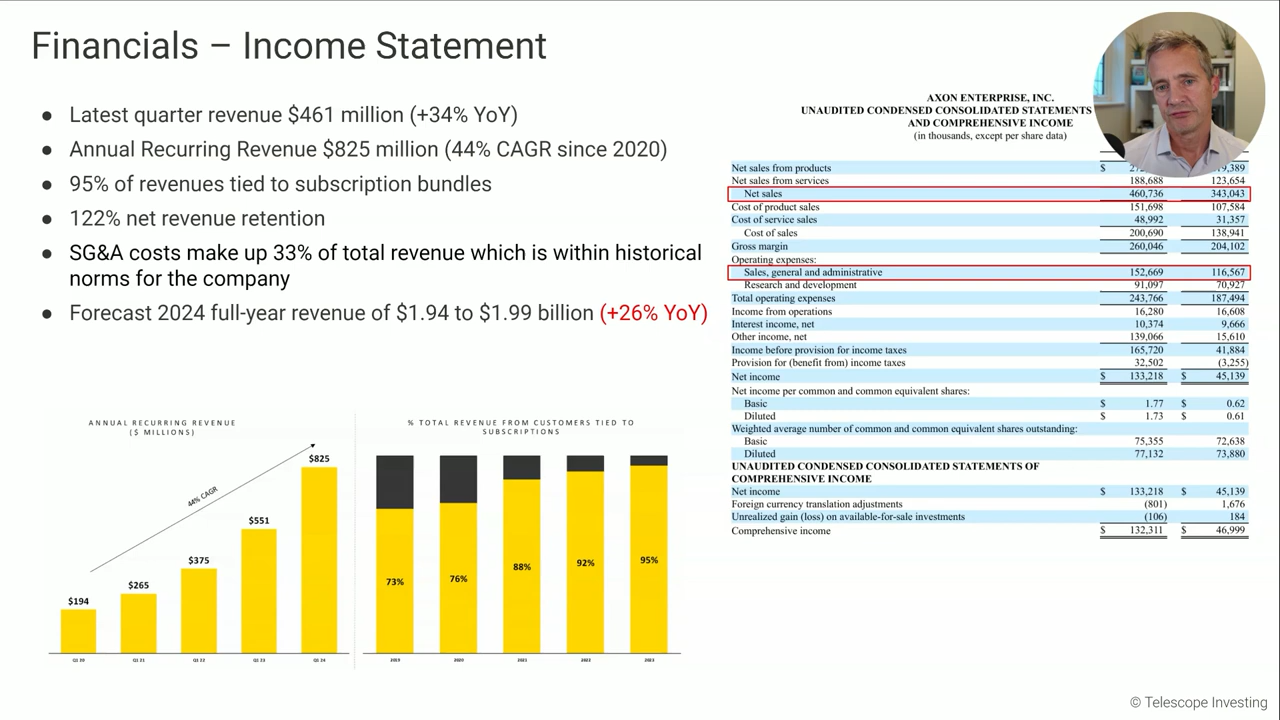 Financials – Income Statement
● Latest quarter revenue $461 million (+34% YoY)
● Annual Recurring Revenue $825 million (44% CAGR since 2020)
● 95% of revenues tied to subscription bundles
● 122% net revenue retention
● SG&A costs make up 33% of total revenue which is within historical
norms for the company
● Forecast 2024 full-year revenue of $1.94 to $1.99 billion (+26% YoY)
ANNUAL RECURRING REVENUE
($ MILLIONS)
44% CAGR
$194
$265
$375
$551
$825
Q1 20
Q1 21
Q1 22
Q1 23
Q1 24
% TOTAL REVENUE FROM CUSTOMERS TIED TO
SUBSCRIPTIONS
73%
76%
88%
92%
95%
2019
2020
2021
2022
2023
AXON ENTERPRISE, INC.
UNAUDITED CONDENSED CONSOLIDATED STATEMENTS
AND COMPREHENSIVE INCOME
(in thousands, except per share data)
Net sales from products $
Net sales from services 188,688 123,654
Net sales 460,736 343,043
Cost of product sales 151,698 107,584
Cost of service sales 48,992 31,357
Cost of sales 200,690 138,941
Gross margin 260,046 204,102
Operating expenses:
Sales, general and administrative 152,669 116,567
Research and development 91,097 70,927
Total operating expenses 243,766 187,494
Income from operations 16,280 16,608
Interest income, net 10,374 9,666
Other income, net 139,066 15,610
Income before provision for income taxes 165,720 41,884
Provision for (benefit from) income taxes 32,502 (3,255)
Net income $ 133,218 $ 45,139
Net income per common and common equivalent shares:
Basic $ 1.77 $ 0.62
Diluted $ 1.73 $ 0.61
Weighted average number of common and common equivalent shares outstanding:
Basic 75,355 72,638
Diluted 77,132 73,880
UNAUDITED CONDENSED CONSOLIDATED STATEMENTS OF
COMPREHENSIVE INCOME
Net income $ 133,218 $ 45,139
Foreign currency translation adjustments (801) 1,676
Unrealized gain (loss) on available-for-sale investments (106) 184
Comprehensive income $ 132,311 $ 46,999
© Telescope Investing